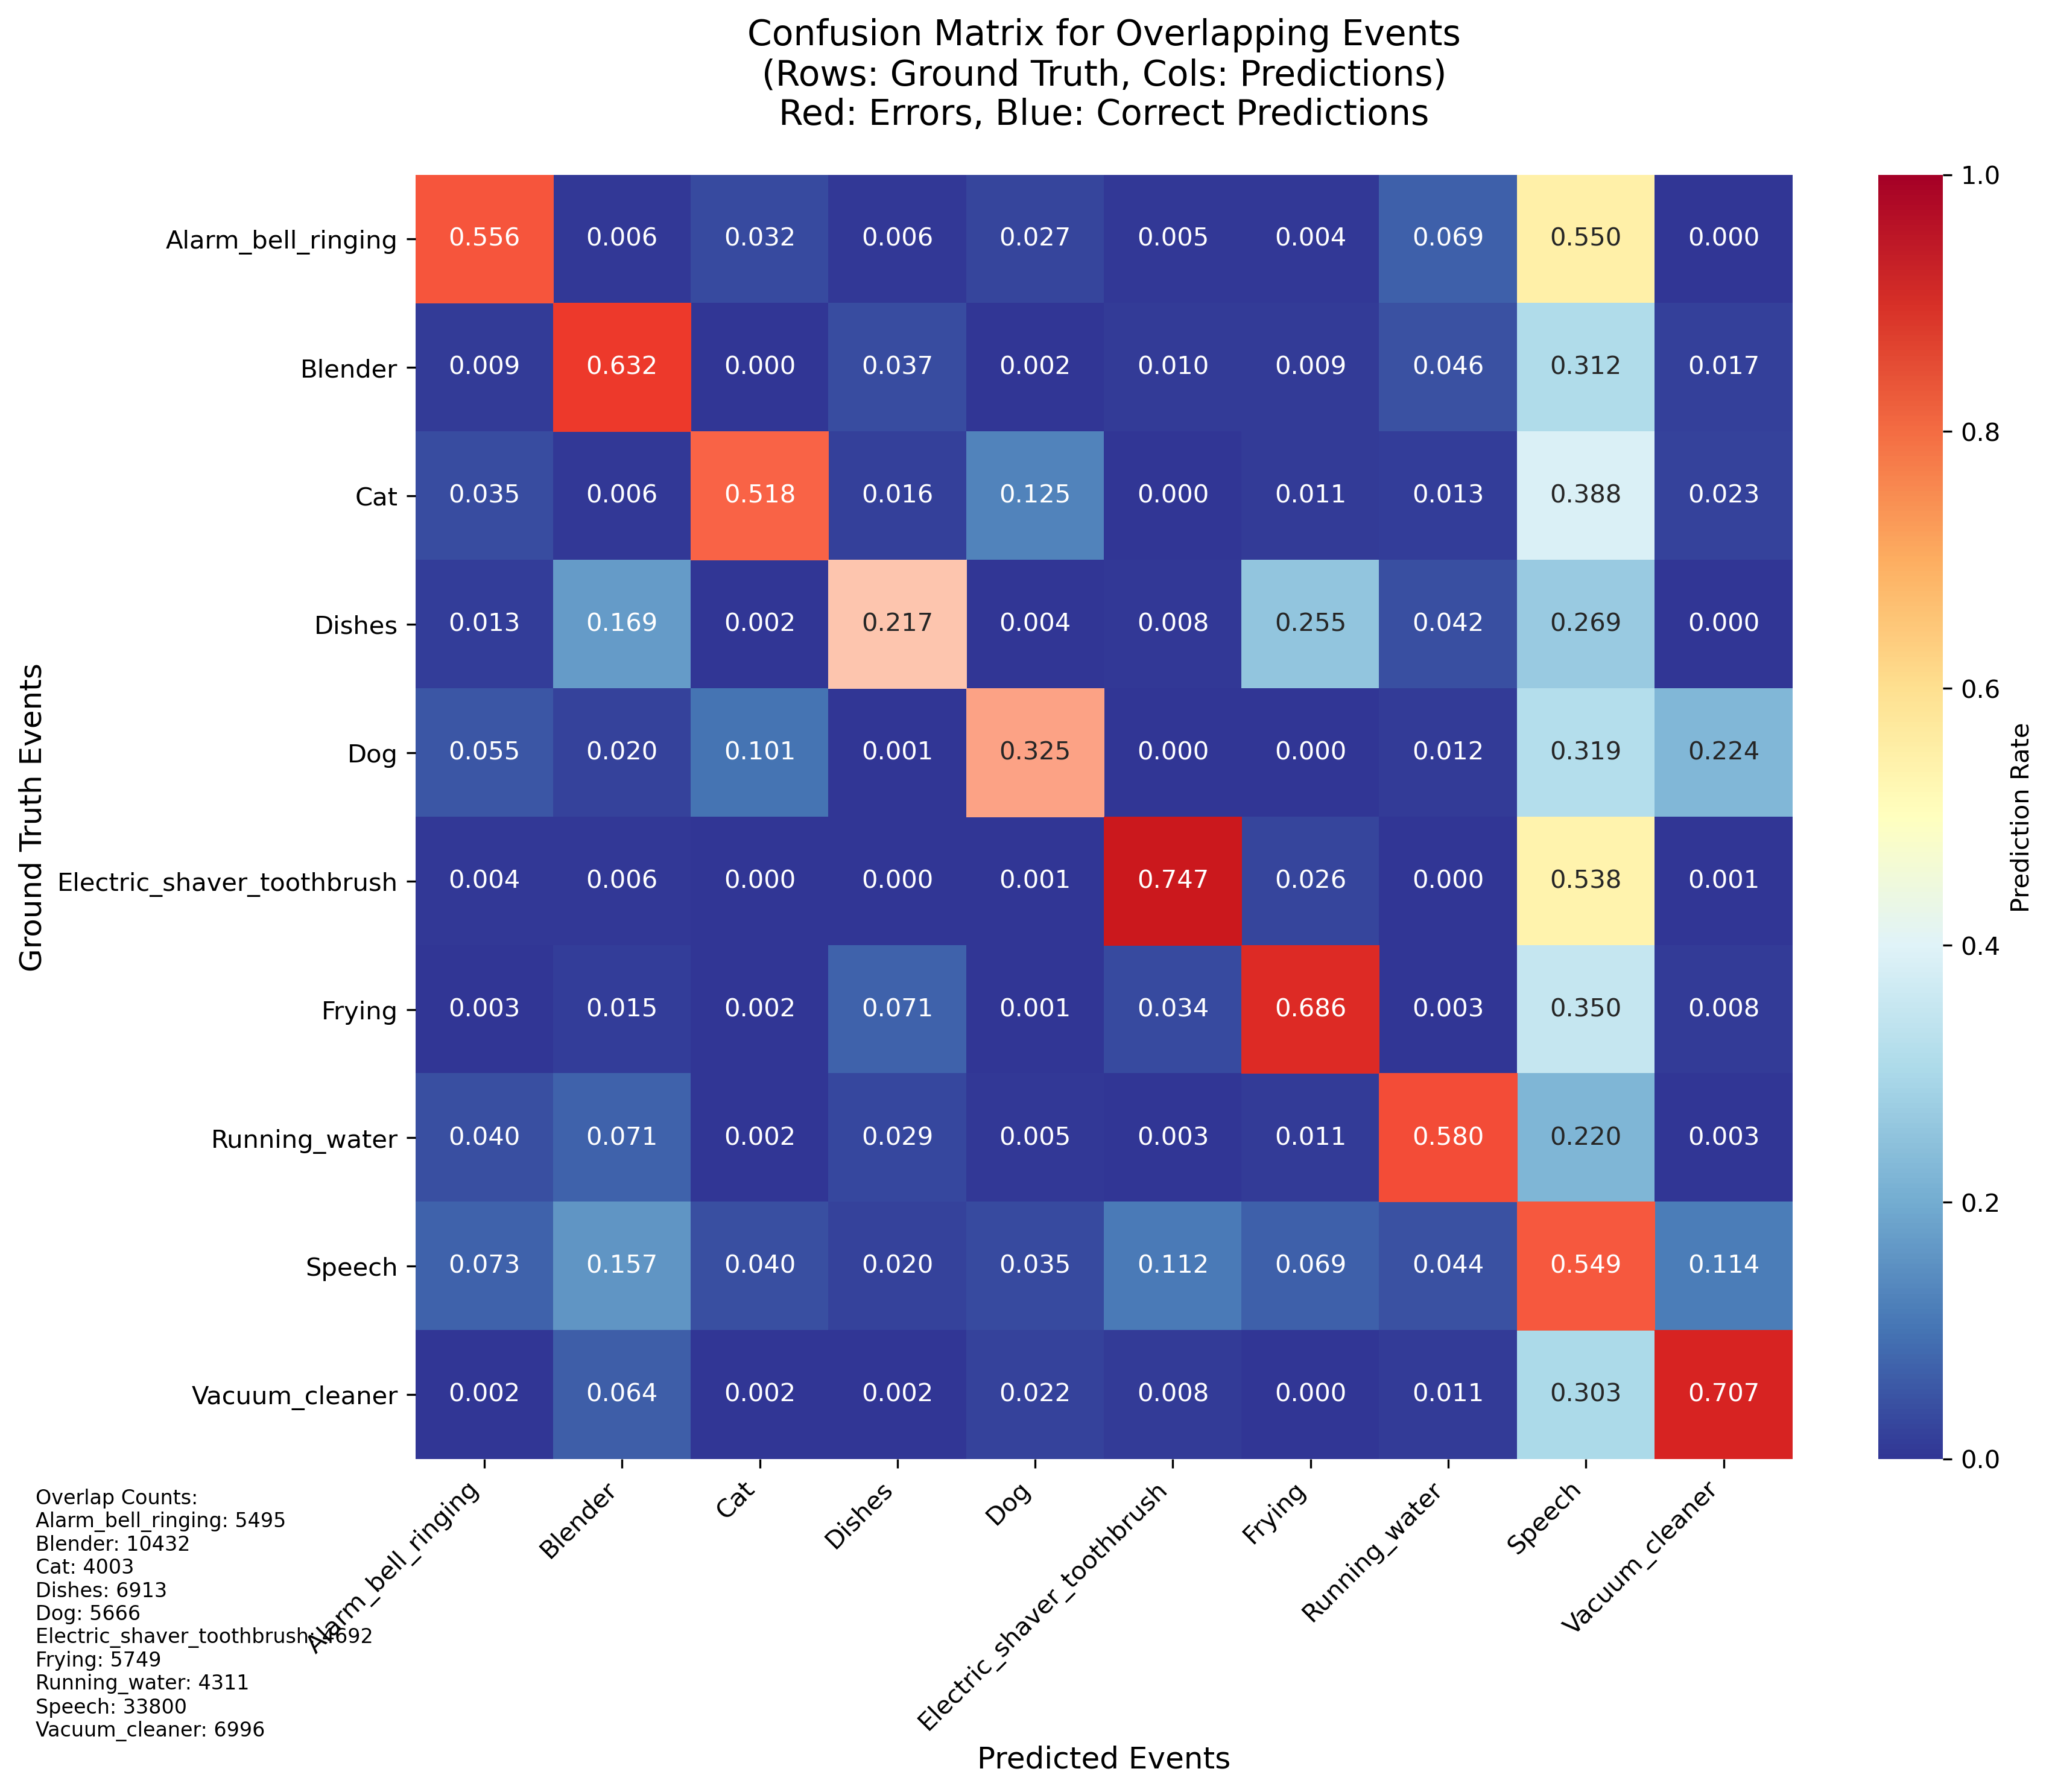 Confusion Matrix for Overlapping Events
(Rows: Ground Truth, Cols: Predictions)
Red: Errors, Blue: Correct Predictions
Ground Truth Events
Alarm_bell_ringing 0.556 0.006 0.032 0.006 0.027 0.005 0.004 0.069 0.550 0.000
Blender 0.009 0.632 0.000 0.037 0.002 0.010 0.009 0.046 0.312 0.017
Cat 0.035 0.006 0.518 0.016 0.125 0.000 0.011 0.013 0.388 0.023
Dishes 0.013 0.169 0.002 0.217 0.004 0.008 0.255 0.042 0.269 0.000
Dog 0.055 0.020 0.101 0.001 0.325 0.000 0.000 0.012 0.319 0.224
Electric_shaver_toothbrush 0.004 0.006 0.000 0.000 0.001 0.747 0.026 0.000 0.538 0.001
Frying 0.003 0.015 0.002 0.071 0.001 0.034 0.686 0.003 0.350 0.008
Running_water 0.040 0.071 0.002 0.029 0.005 0.003 0.011 0.580 0.220 0.003
Speech 0.073 0.157 0.040 0.020 0.035 0.112 0.069 0.044 0.549 0.114
Vacuum_cleaner 0.002 0.064 0.002 0.002 0.022 0.008 0.000 0.011 0.303 0.707
Alarm_bell_ringing
Blender
Cat
Dishes
Dog
Electric_shaver_toothbrush
Frying
Running_water
Speech
Vacuum_cleaner
Predicted Events
1.0
0.8
0.6
0.4
0.2
0.0
Prediction Rate
Overlap Counts:
Alarm_bell_ringing: 5495
Blender: 10432
Cat: 4003
Dishes: 6913
Dog: 5666
Electric_shaver_toothbrush: 4692
Frying: 5749
Running_water: 4311
Speech: 33800
Vacuum_cleaner: 6996